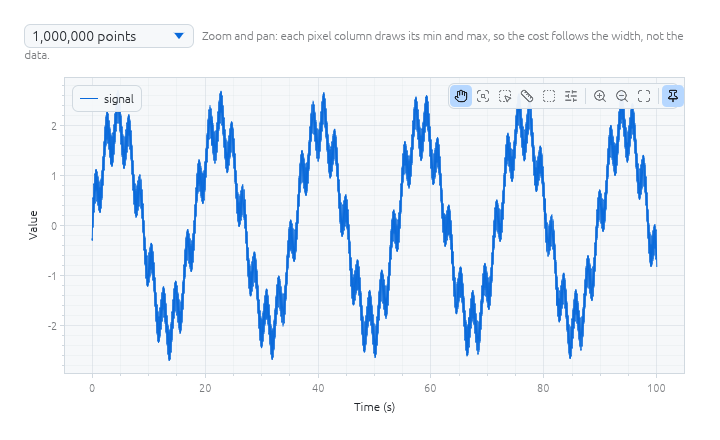 1,000,000 points
Zoom and pan: each pixel column draws its min and max, so the cost follows the width, not the
data.
signal
2
1
0
-1
-2
Value
0 20 40 60 80 100
Time (s)